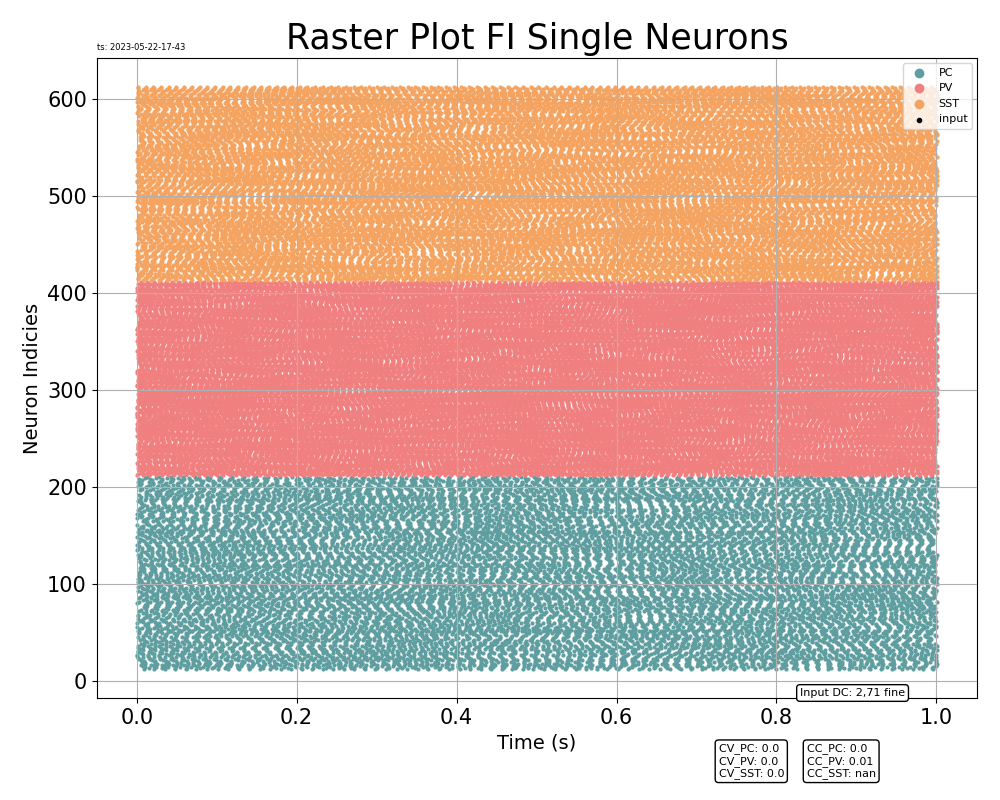 Raster Plot FI Single Neurons
ts: 2023-05-22-17-43
PC
PV
SST
input
Neuron Indicies
600
500
400
300
200
100
0
0.0 0.2 0.4 0.6 0.8 1.0
Input DC: 2,71 fine
Time (s)
CV_PC: 0.0
CV_PV: 0.0
CV_SST: 0.0
CC_PC: 0.0
CC_PV: 0.01
CC_SST: nan